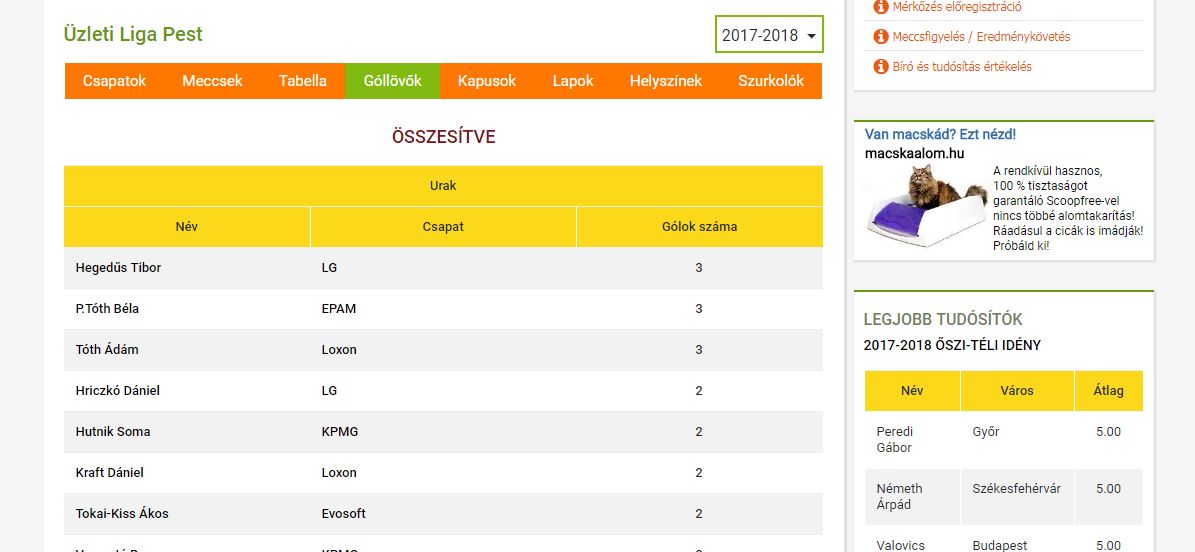 Üzleti Liga Pest
2017-2018
Csapatok Meccsek Tabella Góllövők Kapusok Lapok Helyszínek Szurkolók
ÖSSZESÍTVE
Urak
Név Csapat Gólok száma
Hegedűs Tibor LG 3
P.Tóth Béla EPAM 3
Tóth Ádám Loxon 3
Hriczkó Dániel LG 2
Hutnik Soma KPMG 2
Kraft Dániel Loxon 2
Tokai-Kiss Ákos Evosoft 2
Mérkőzés előregisztráció
Meccsfigyelés / Eredménykövetés
Bíró és tudósítás értékelés
Van macskád? Ezt nézd!
macskaalom.hu
A rendkívül hasznos,
100 % tisztaságot
garantáló Scoopfree-vel
nincs többé alomtakarítás!
Ráadásul a cicák is imádják!
Próbáld ki!
LEGJOBB TUDÓSÍTÓK
2017-2018 ŐSZI-TÉLI IDÉNY
Név Város Átlag
Peredi Győr 5.00
Gábor
Németh Székesfehérvár 5.00
Árpád
Valovics Budapest 5.00